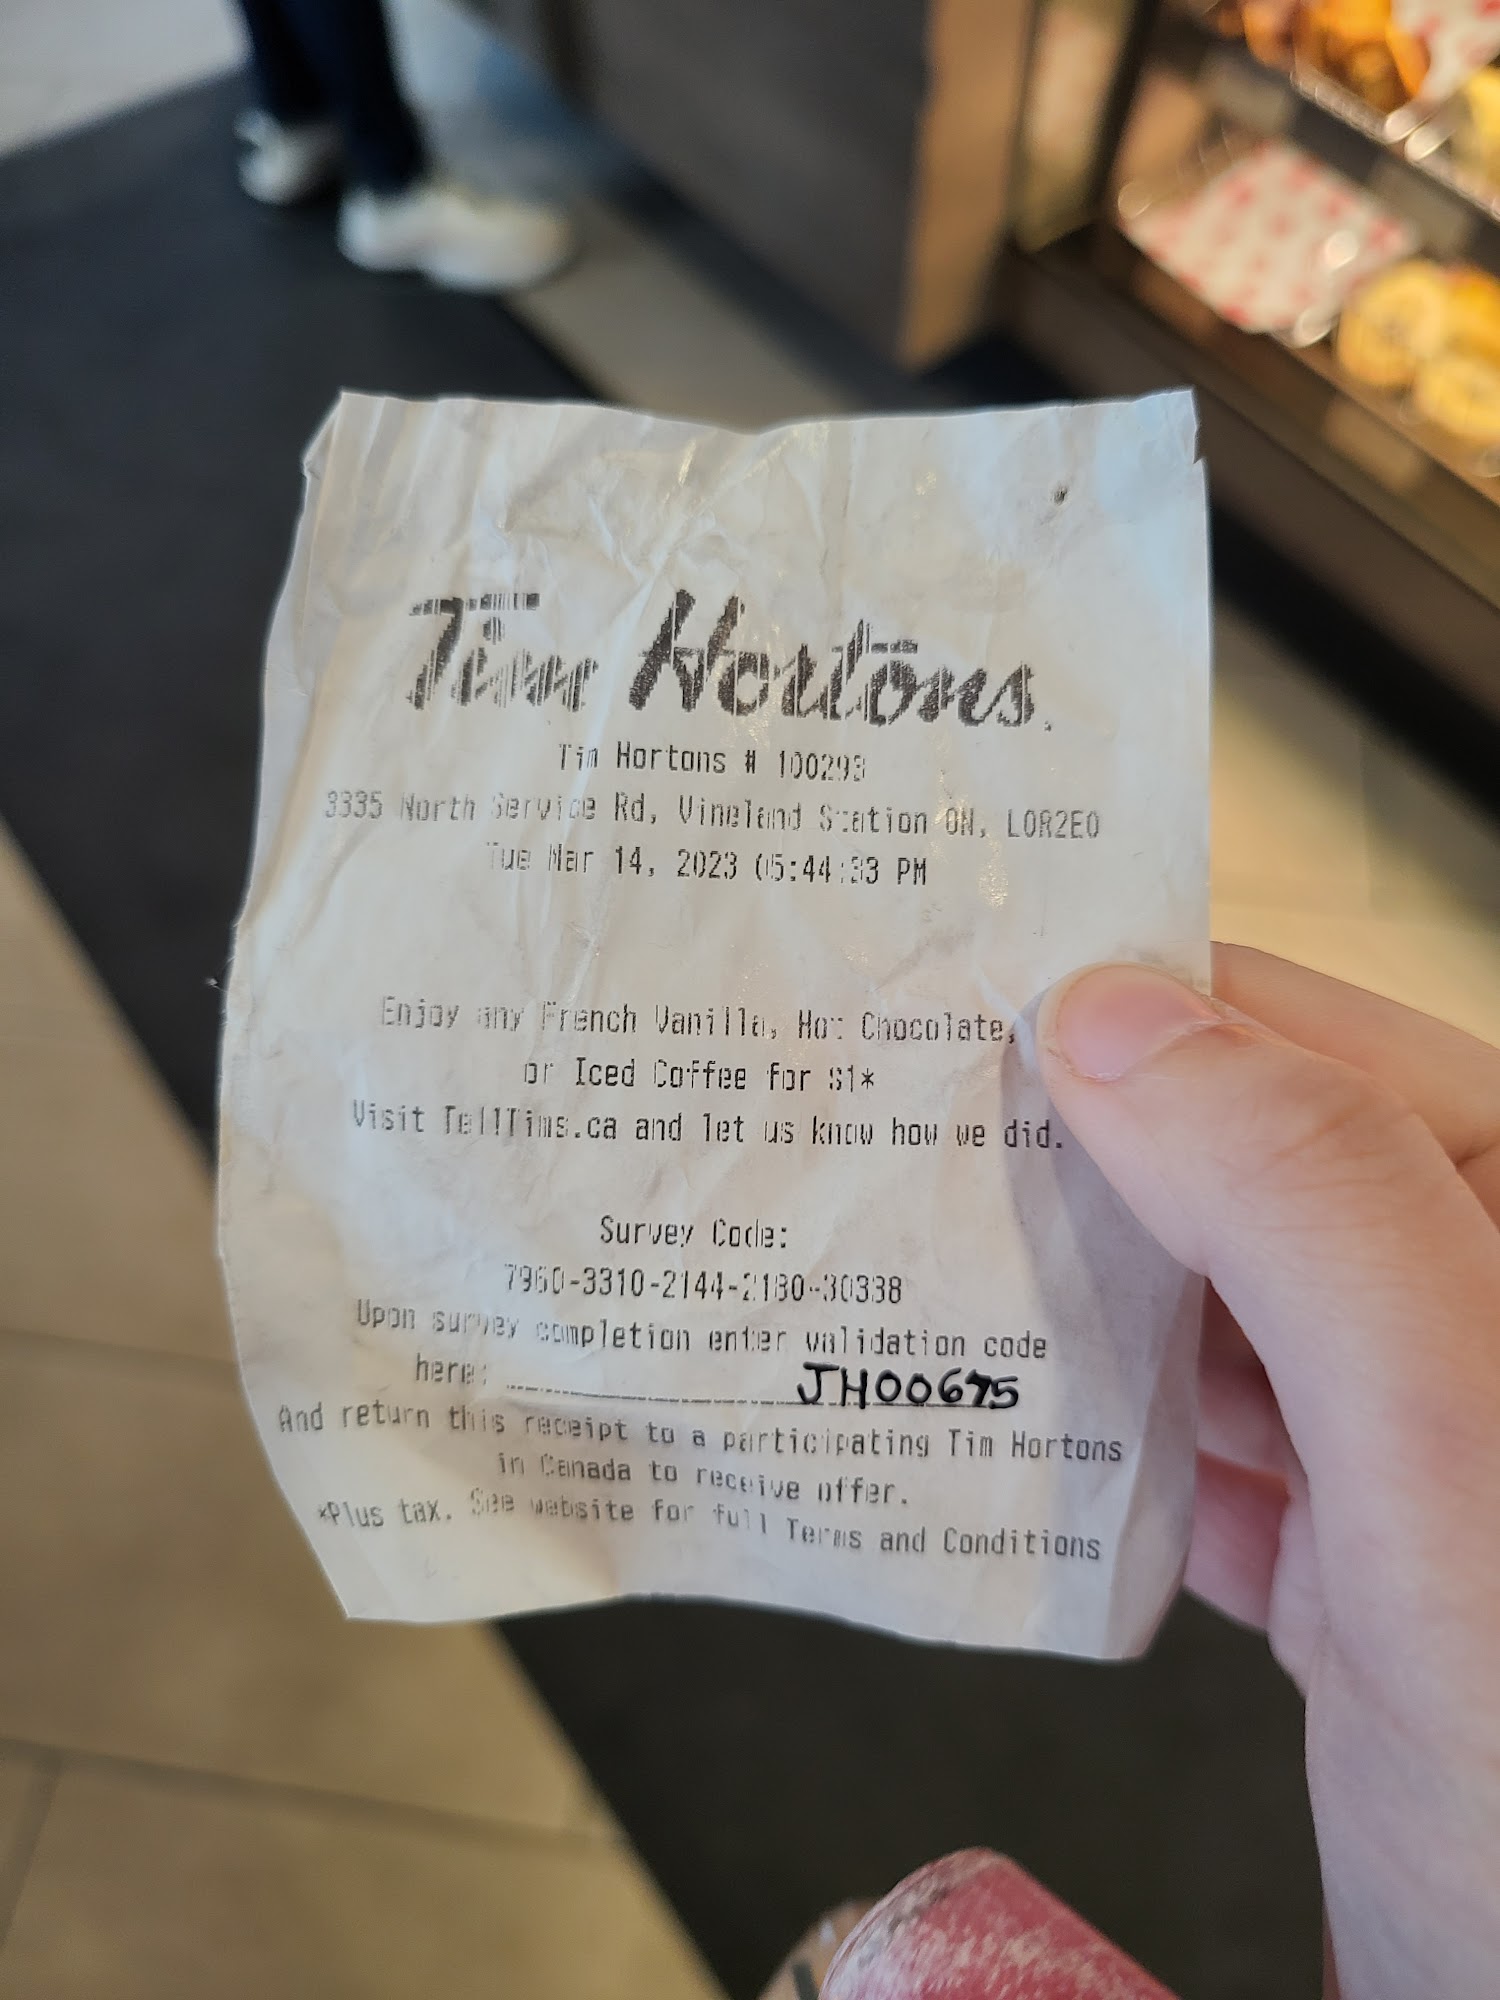 Tim Hortons.
Tim Hortons # 100293
3335 North Service Rd, Vineland Station ON, L0R2E0
Tue Mar 14, 2023 05:44:33 PM
Enjoy any French Vanilla, Hot Chocolate,
or Iced Coffee for $1*
Visit TellTims.ca and let us know how we did.
Survey Code:
7960-3310-2144-2180-30338
Upon survey completion enter validation code
here: JH00675
And return this receipt to a participating Tim Hortons
in Canada to receive offer.
*Plus tax. See website for full Terms and Conditions